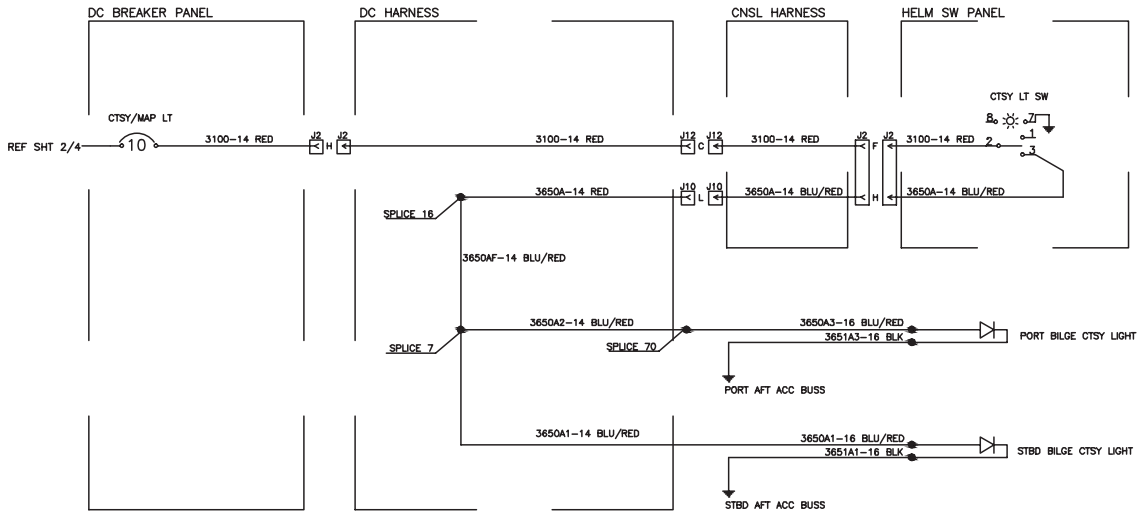 DC BREAKER PANEL
DC HARNESS
CNSL HARNESS
HELM SW PANEL
CTSY/MAP LT
CTSY LT SW
8 7
1
REF SHT 2/4
10
3100-14 RED
J2 H J2
3100-14 RED
J12 C J12
3100-14 RED
J2 F J2
3100-14 RED
2
3
SPLICE 16
3650A-14 RED
J10 L J10
3650A-14 BLU/RED
H
3650A-14 BLU/RED
3650AF-14 BLU/RED
SPLICE 7
3650A2-14 BLU/RED
SPLICE 70
3650A3-16 BLU/RED
3651A3-16 BLK
PORT BILGE CTSY LIGHT
PORT AFT ACC BUSS
3650A1-14 BLU/RED
3650A1-16 BLU/RED
3651A1-16 BLK
STBD BILGE CTSY LIGHT
STBD AFT ACC BUSS